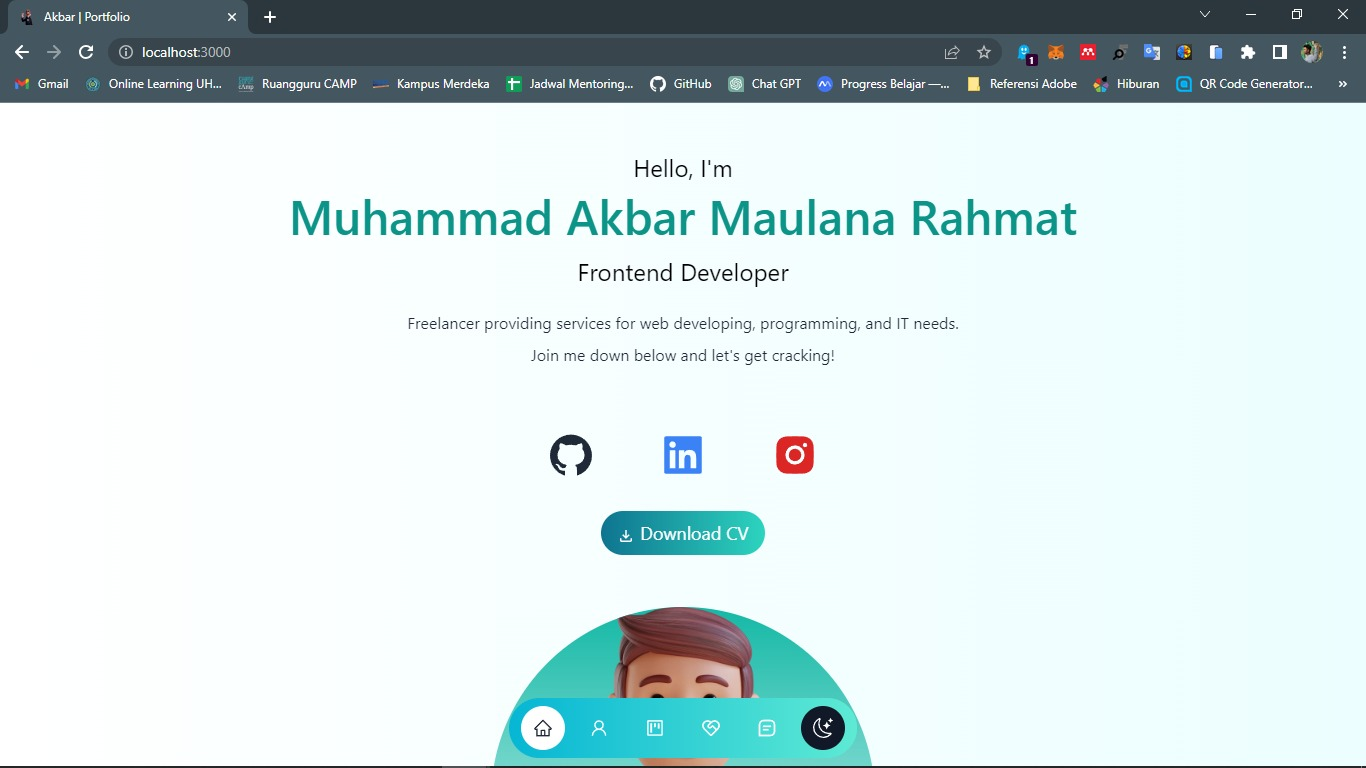 Akbar | Portfolio
localhost:3000
1
Gmail
Online Learning UH...
Ruangguru CAMP
Kampus Merdeka
Jadwal Mentoring...
GitHub
Chat GPT
Progress Belajar —...
Referensi Adobe
Hiburan
QR Code Generator...
»
Hello, I'm
Muhammad Akbar Maulana Rahmat
Frontend Developer
Freelancer providing services for web developing, programming, and IT needs.
Join me down below and let's get cracking!
in
Download CV